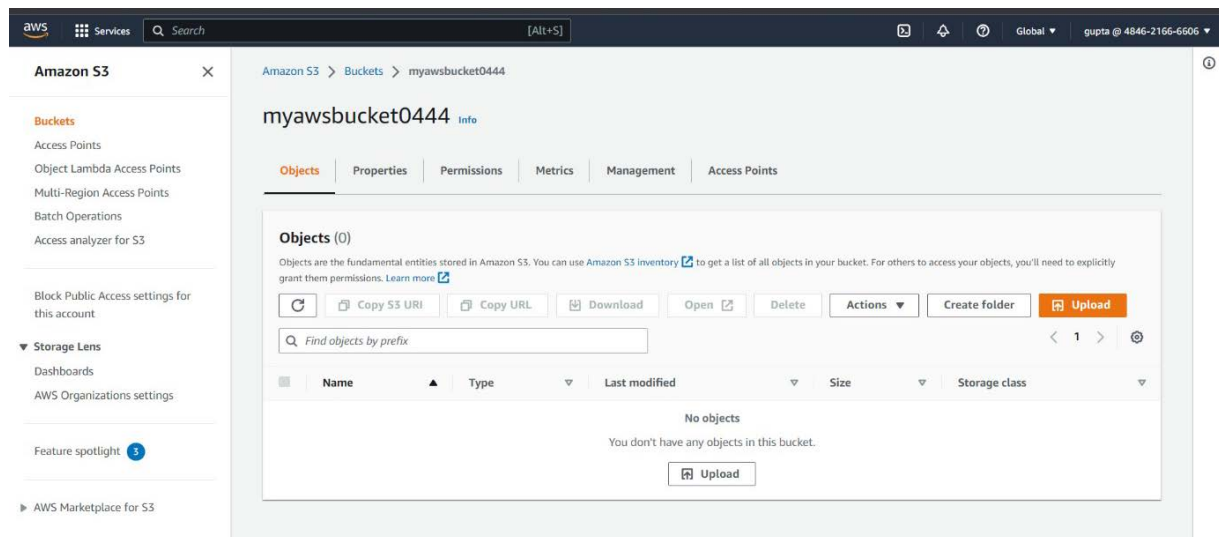 aws Services Search [Alt+S] Global gupta @ 4846-2166-6606
Amazon S3
Buckets
Access Points
Object Lambda Access Points
Multi-Region Access Points
Batch Operations
Access analyzer for S3
Block Public Access settings for
this account
Storage Lens
Dashboards
AWS Organizations settings
Feature spotlight 3
AWS Marketplace for S3
Amazon S3 > Buckets > myawsbucket0444
myawsbucket0444 Info
Objects Properties Permissions Metrics Management Access Points
Objects (0)
Objects are the fundamental entities stored in Amazon S3. You can use Amazon S3 inventory to get a list of all objects in your bucket. For others to access your objects, you'll need to explicitly
grant them permissions. Learn more
Copy S3 URI Copy URL Download Open Delete Actions Create folder Upload
Find objects by prefix < 1 >
Name Type Last modified Size Storage class
No objects
You don't have any objects in this bucket.
Upload